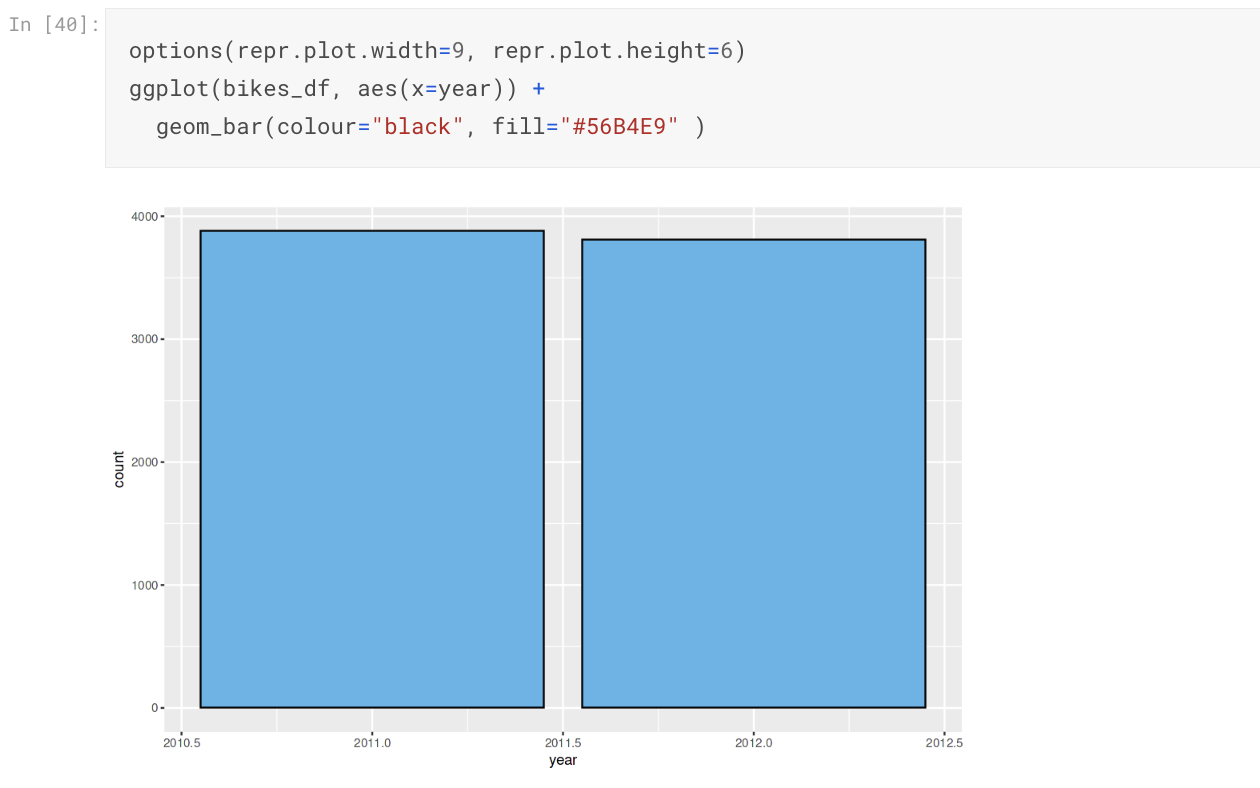 In [40]:
options(repr.plot.width=9, repr.plot.height=6)
ggplot(bikes_df, aes(x=year)) +
  geom_bar(colour="black", fill="#56B4E9" )
4000
3000
2000
1000
0
count
2010.5 2011.0 2011.5 2012.0 2012.5
year